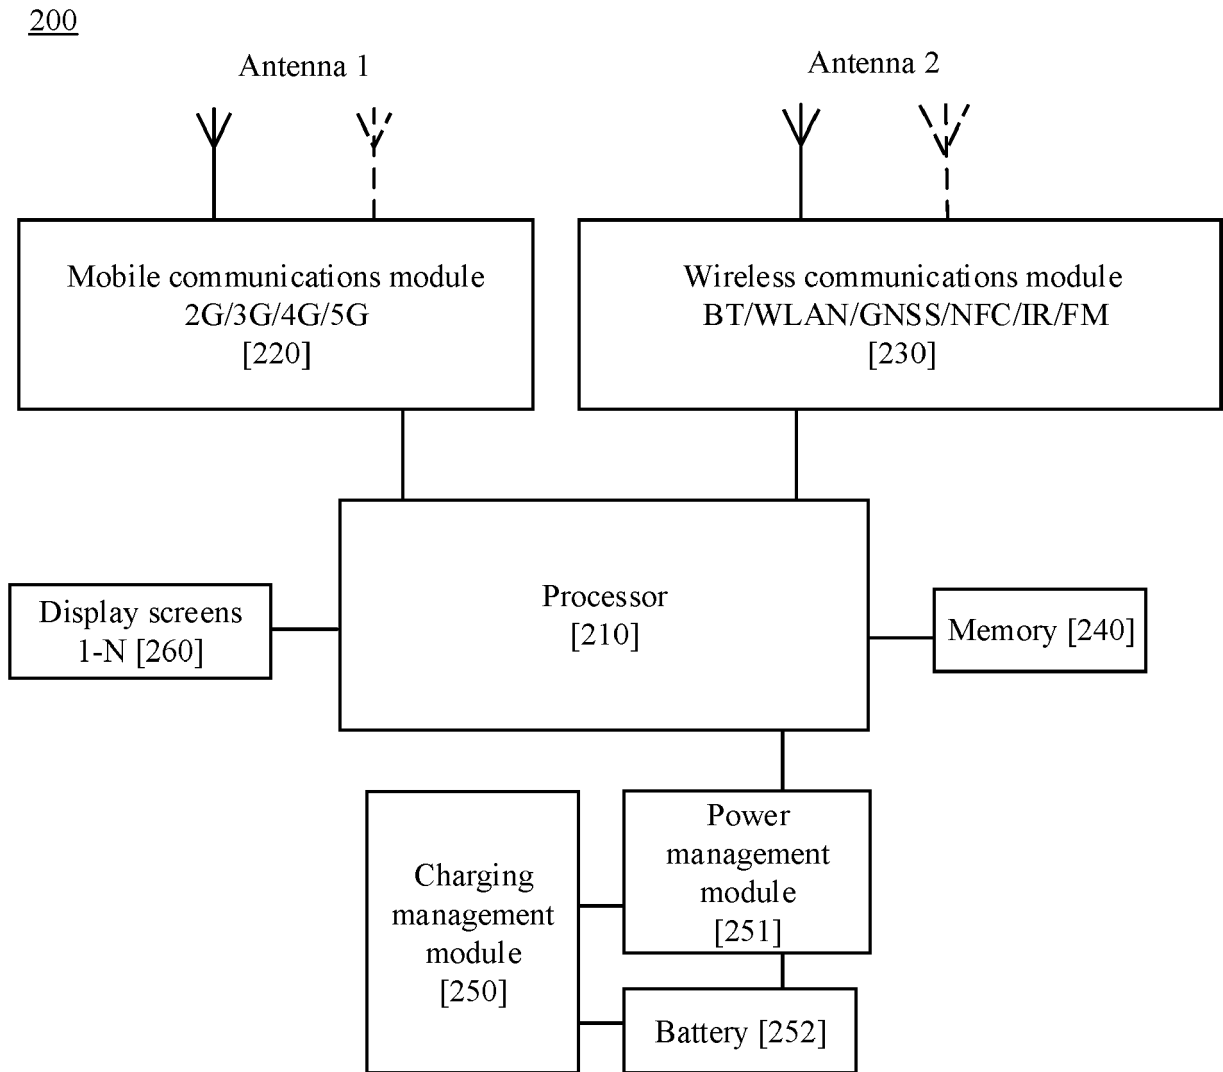 200
Antenna 1
Antenna 2
Mobile communications module
2G/3G/4G/5G
[220]
Wireless communications module
BT/WLAN/GNSS/NFC/IR/FM
[230]
Processor
[210]
Display screens
1-N [260]
Memory [240]
Charging
management
module
[250]
Power
management
module
[251]
Battery [252]